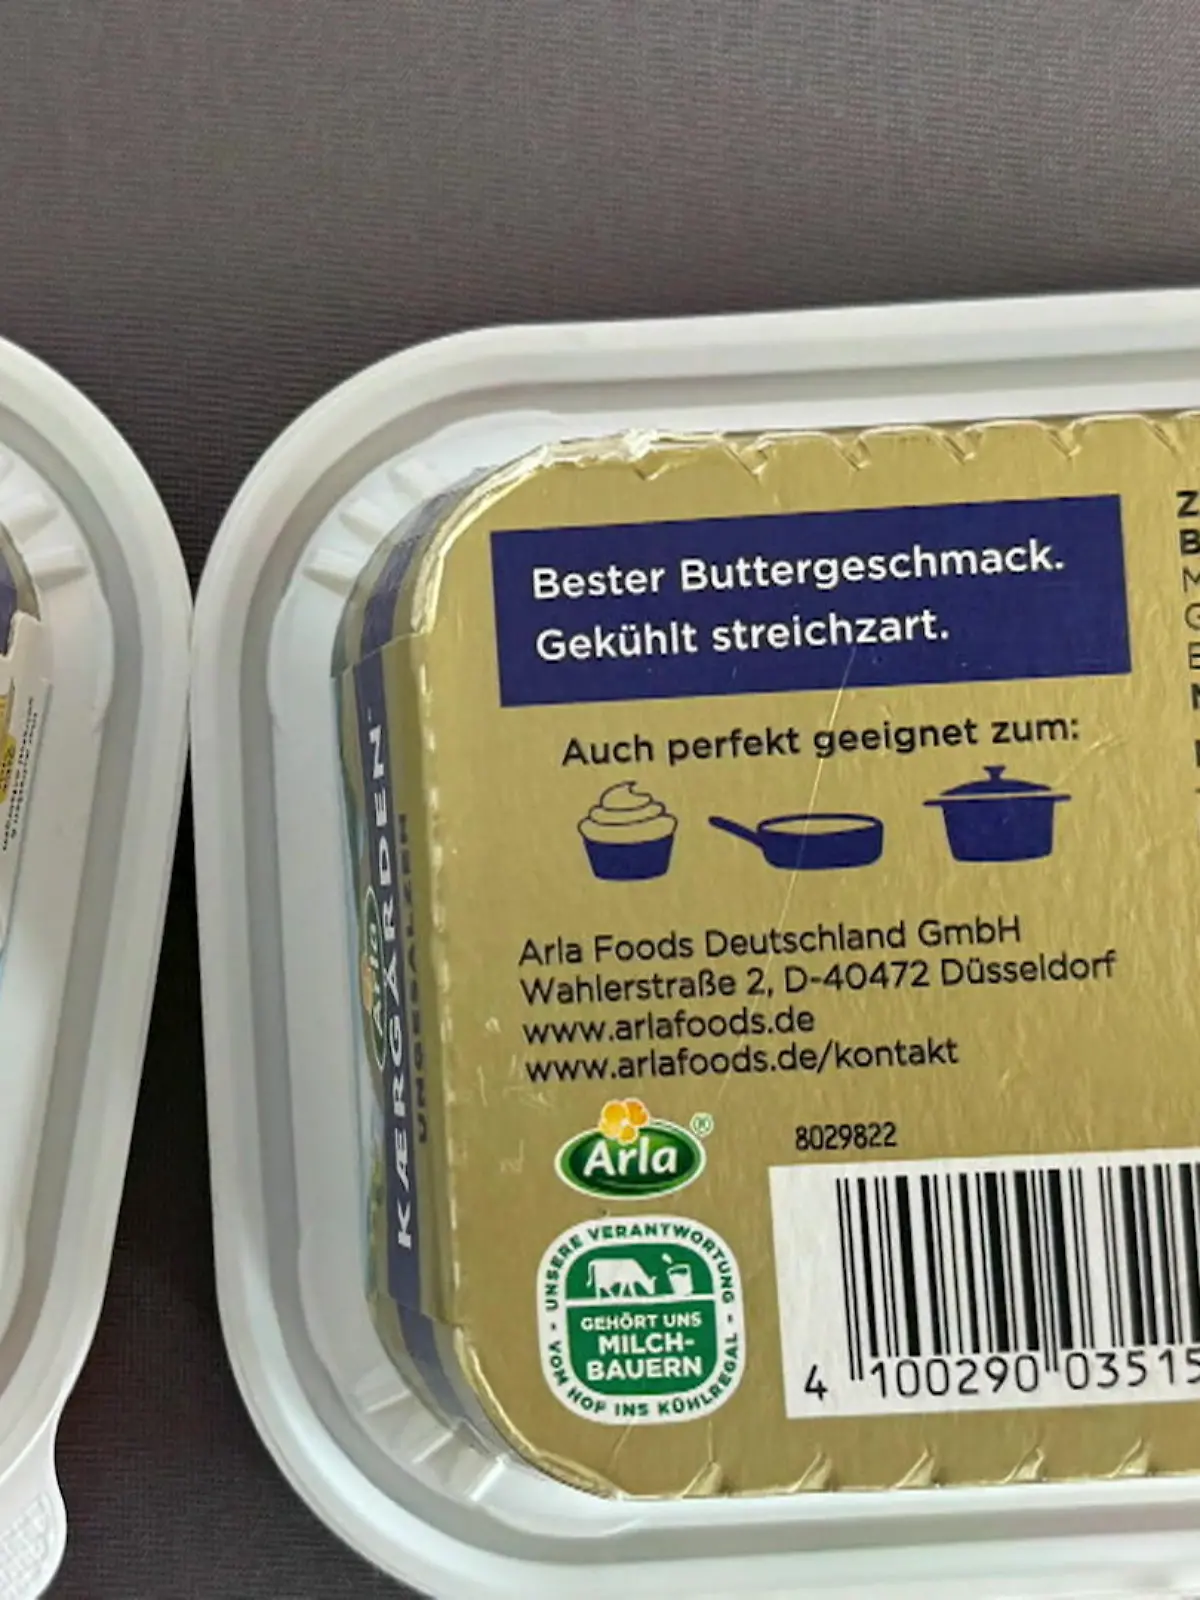 Bester Buttergeschmack.
Gekühlt streichzart.
Auch perfekt geeignet zum:
Arla Foods Deutschland GmbH
Wahlerstraße 2, D-40472 Düsseldorf
www.arlafoods.de
www.arlafoods.de/kontakt
Arla®
8029822
UNSERE VERANTWORTUNG
GEHÖRT UNS
MILCH-
BAUERN
- VOM HOF INS KÜHLREGAL -
4 100290 03515
Arla
KÆRGÅRDEN
UNGESALZEN
Z
B
M
G
E